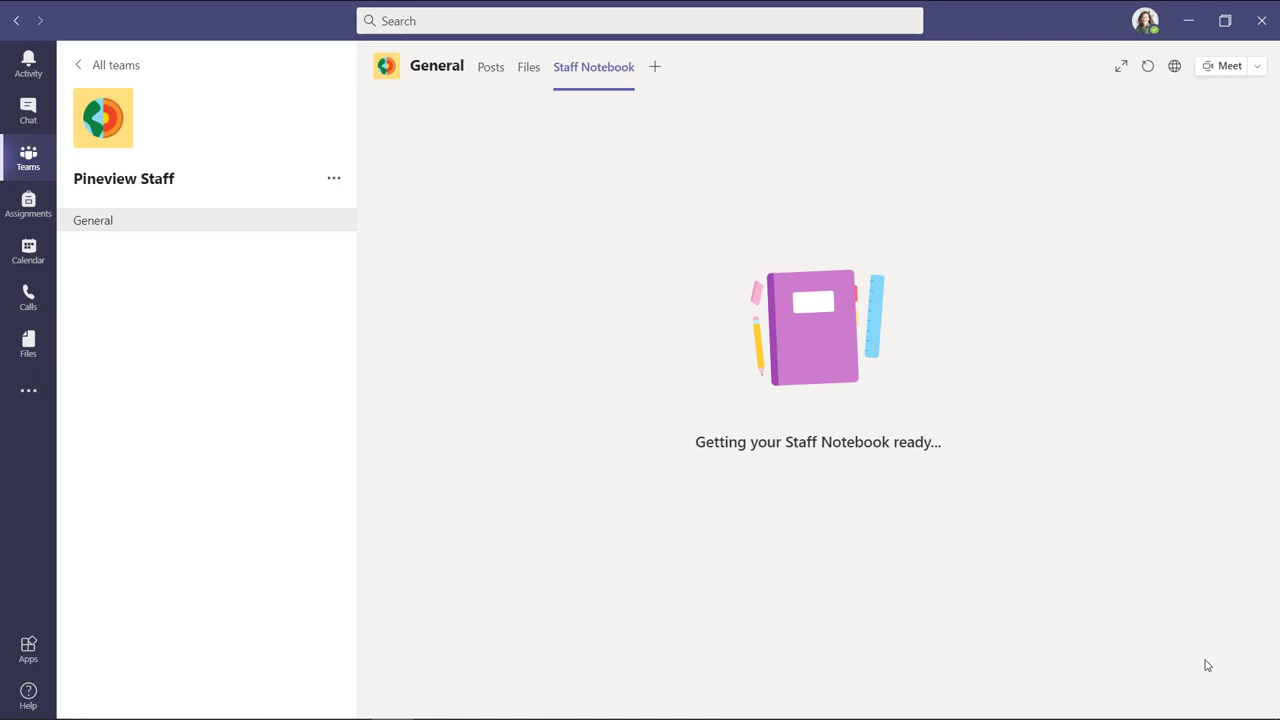 Search
Activity
Chat
Teams
Assignments
Calendar
Calls
Files
Apps
Help
All teams
Pineview Staff
General
General
Posts
Files
Staff Notebook
Meet
Getting your Staff Notebook ready...